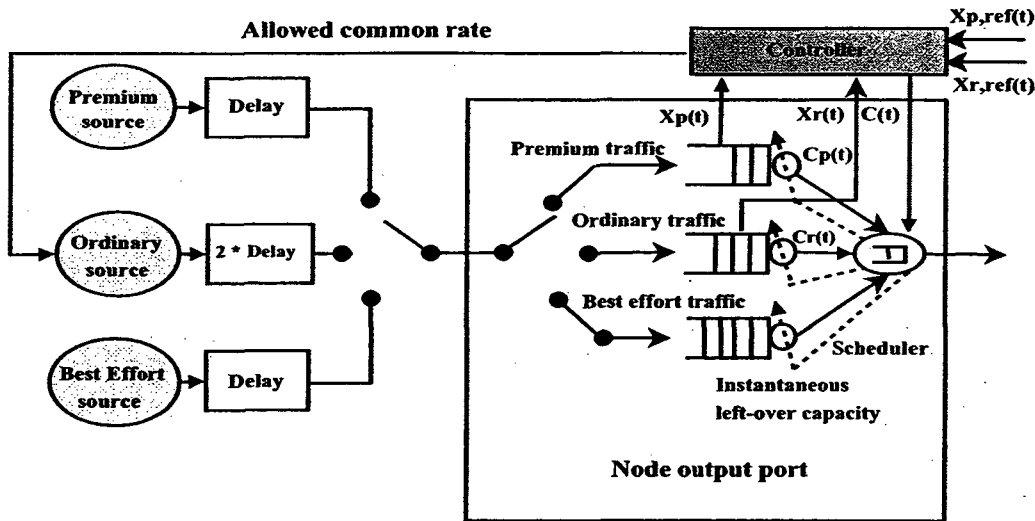 Allowed common rate
Xp,ref(t)
Controller
Xr,ref(t)
Premium
source
Delay
Xp(t)
Xr(t)
C(t)
Premium traffic
Cp(t)
Ordinary traffic
Ordinary
source
2 * Delay
Cr(t)
Best effort traffic
Best Effort
source
Delay
Scheduler
Instantaneous
left-over capacity
Node output port